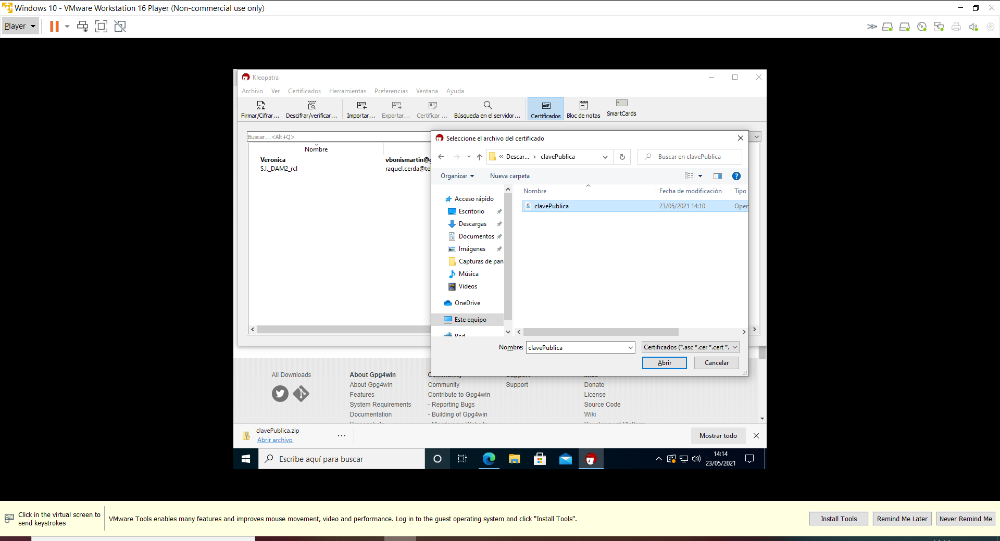 Windows 10 - VMware Workstation 16 Player (Non-commercial use only)
Player
Kleopatra
Archivo Ver Certificados Herramientas Preferencias Ventana Ayuda
Firmar/Cifrar... Descifrar/verificar... Importar... Exportar... Certificar ... Búsqueda en el servidor... Certificados Bloc de notas SmartCards
Buscar...<Alt+Q>
Nombre
Veronica vbonismartin@g
S.I._DAM2_rcl raquel.cerda@tel
Seleccione el archivo del certificado
« Descar... › clavePublica
Buscar en clavePublica
Organizar Nueva carpeta
Nombre Fecha de modificación Tipo
clavePublica 23/05/2021 14:10 Oper
Acceso rápido
Escritorio
Descargas
Documentos
Imágenes
Capturas de pan
Música
Vídeos
OneDrive
Este equipo
Red
Nombre: clavePublica
Certificados (*.asc *.cer *.cert *.
Abrir Cancelar
All Downloads
About Gpg4win
About Gpg4win
Features
System Requirements
Documentation
Screenshots
Community
Community
Contribute to Gpg4win
- Reporting Bugs
- Building of Gpg4win
- Maintaining Website
Support
Support
Misc
Donate
License
Source Code
Wiki
Development Platform
clavePublica.zip
Abrir archivo
...
Mostrar todo
Escribe aquí para buscar
14:14
23/05/2021
Click in the virtual screen to
send keystrokes
VMware Tools enables many features and improves mouse movement, video and performance. Log in to the guest operating system and click "Install Tools".
Install Tools Remind Me Later Never Remind Me